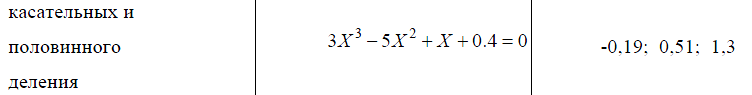 касательных и
половинного
деления
3X³ − 5X² + X + 0.4 = 0
-0,19; 0,51; 1,3